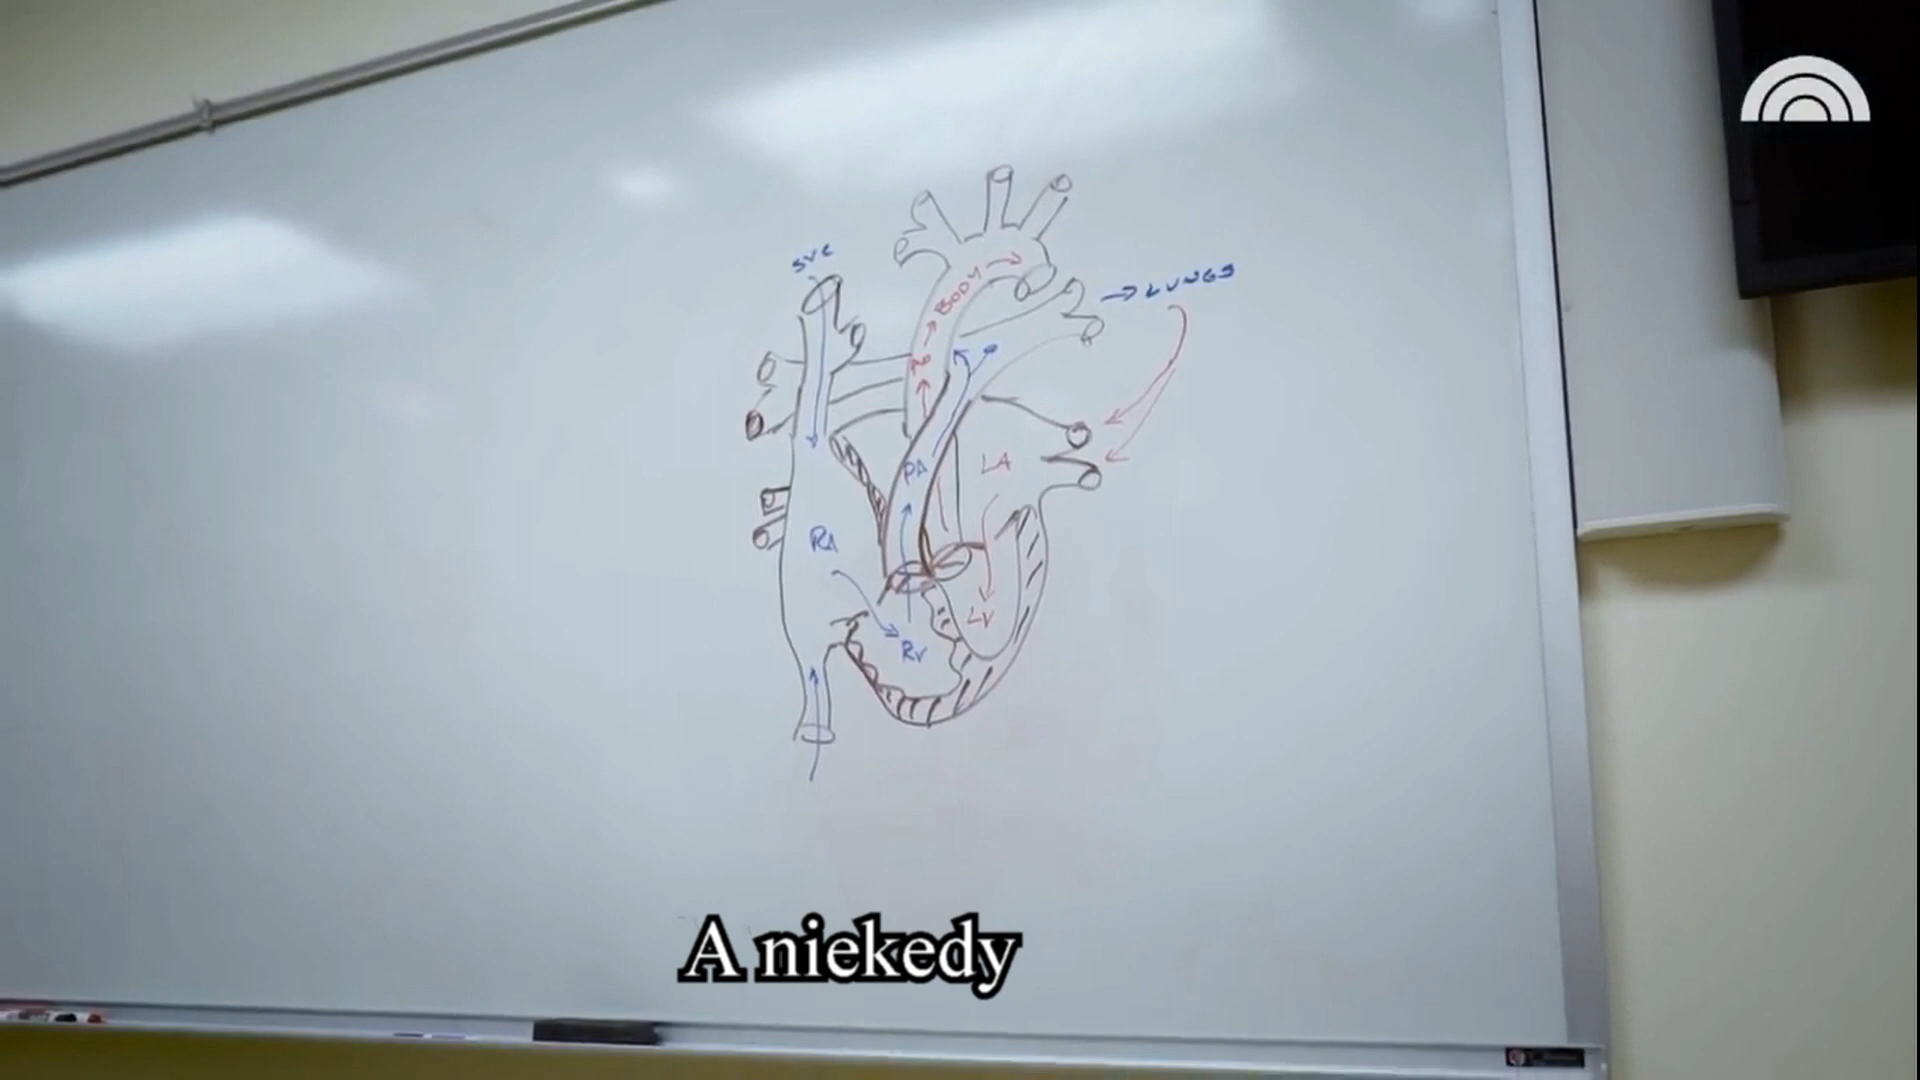 SVC
→ LUNGS
BODY
Ao
PA
LA
RA
LV
RV
A niekedy